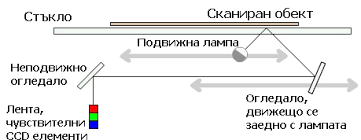 Стъкло
Сканиран обект
Подвижна лампа
Неподвижно
огледало
Лента,
чувствителни
CCD елементи
Огледало,
движещо се
заедно с лампата